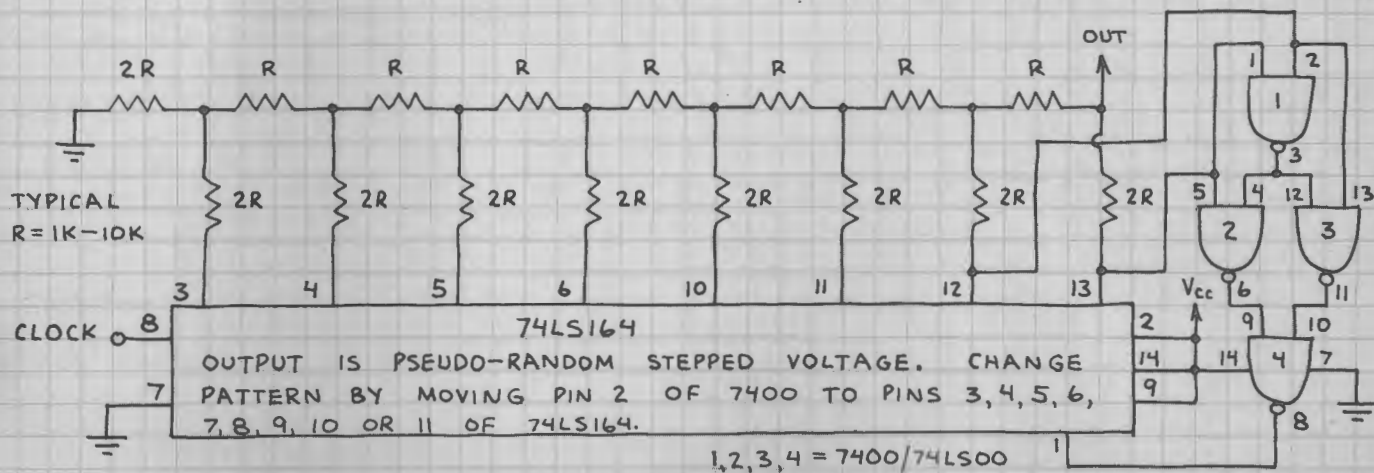 OUT
2R R R R R R R R
1 2
1
3
TYPICAL
R=1K-10K
2R 2R 2R 2R 2R 2R 2R 2R
5 4 12 13
2 3
3 4 5 6 10 11 12 13
6 11
Vcc
CLOCK 8
74LS164
2
9 10
OUTPUT IS PSEUDO-RANDOM STEPPED VOLTAGE. CHANGE
14 14 4 7
7
PATTERN BY MOVING PIN 2 OF 7400 TO PINS 3, 4, 5, 6,
9
7, 8, 9, 10 OR 11 OF 74LS164.
8
1
1, 2, 3, 4 = 7400/74LS00